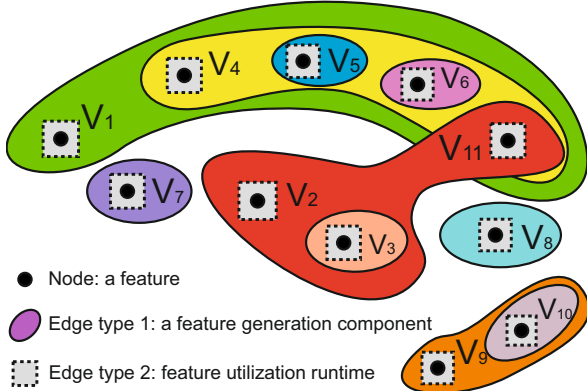 V4
V5
V6
V1
V11
V7
V2
V3
V8
Node: a feature
Edge type 1: a feature generation component
V10
V9
Edge type 2: feature utilization runtime